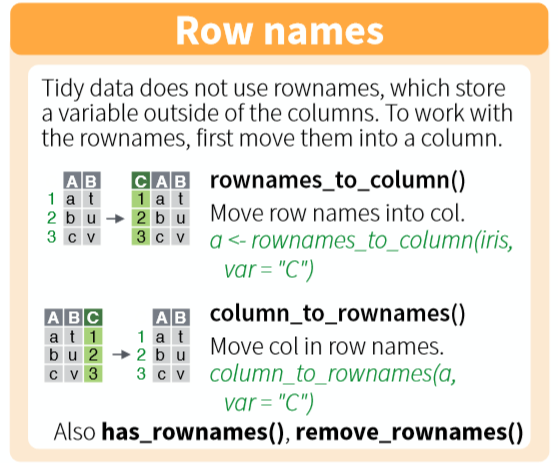 Row names
Tidy data does not use rownames, which store
a variable outside of the columns. To work with
the rownames, first move them into a column.
A B C A B
1 a t 1 a t
2 b u → 2 b u
3 c v 3 c v
rownames_to_column()
Move row names into col.
a <- rownames_to_column(iris,
var = "C")
A B C A B
a t 1 1 a t
b u 2 → 2 b u
c v 3 3 c v
column_to_rownames()
Move col in row names.
column_to_rownames(a,
var = "C")
Also has_rownames(), remove_rownames()